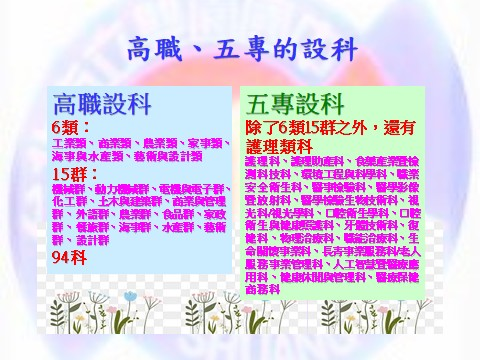 高職、五專的設科
高職設科
6類：
工業類、商業類、農業類、家事類、
海事與水產類、藝術與設計類
15群：
機械群、動力機械群、電機與電子群、
化工群、土木與建築群、商業與管理
群、外語群、農業群、食品群、家政
群、餐旅群、海事群、水產群、藝術
群、設計群
94科
五專設科
除了6類15群之外，還有
護理類科
護理科、護理助產科、食藥產業暨檢
測科技科、環境工程與科學科、職業
安全衛生科、醫事檢驗科、醫學影像
暨放射科、醫學檢驗生物技術科、視
光科/視光學科、口腔衛生學科、口腔
衛生與健康照護科、牙體技術科、復
健科、物理治療科、職能治療科、生
命關懷事業科、長青事業服務科/老人
服務事業管理科、人工智慧暨醫療應
用科、健康休閒與管理科、醫療保健
商務科